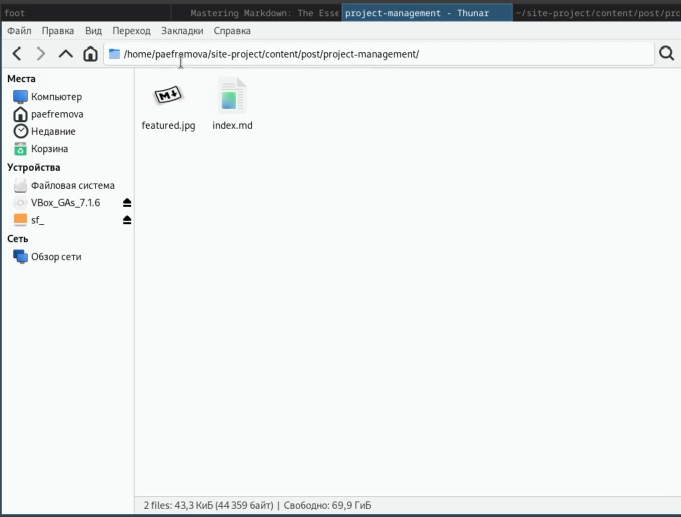 foot Mastering Markdown: The Esse project-management - Thunar ~/site-project/content/post/pro
Файл Правка Вид Переход Закладки Справка
/home/paefremova/site-project/content/post/project-management/
Места
Компьютер
paefremova
Недавние
Корзина
Устройства
Файловая система
VBox_GAs_7.1.6
sf_
Сеть
Обзор сети
M↓
featured.jpg index.md
2 files: 43,3 КиБ (44 359 байт) | Свободно: 69,9 ГиБ